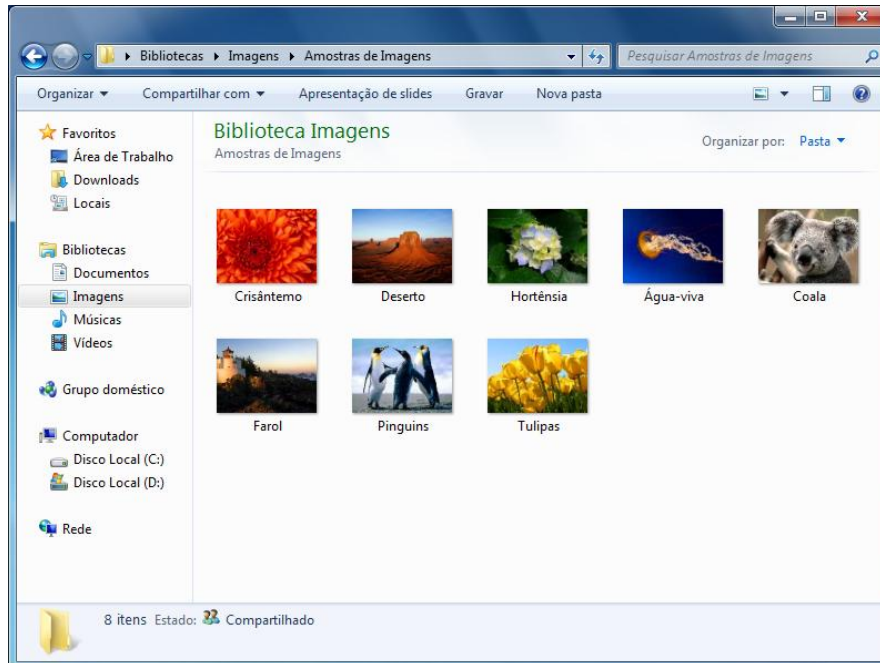 Bibliotecas Imagens Amostras de Imagens
Pesquisar Amostras de Imagens
Organizar Compartilhar com Apresentação de slides Gravar Nova pasta
Favoritos
Área de Trabalho
Downloads
Locais
Bibliotecas
Documentos
Imagens
Músicas
Vídeos
Grupo doméstico
Computador
Disco Local (C:)
Disco Local (D:)
Rede
Biblioteca Imagens
Amostras de Imagens
Organizar por: Pasta
Crisântemo Deserto Hortênsia Água-viva Coala
Farol Pinguins Tulipas
8 itens Estado: Compartilhado